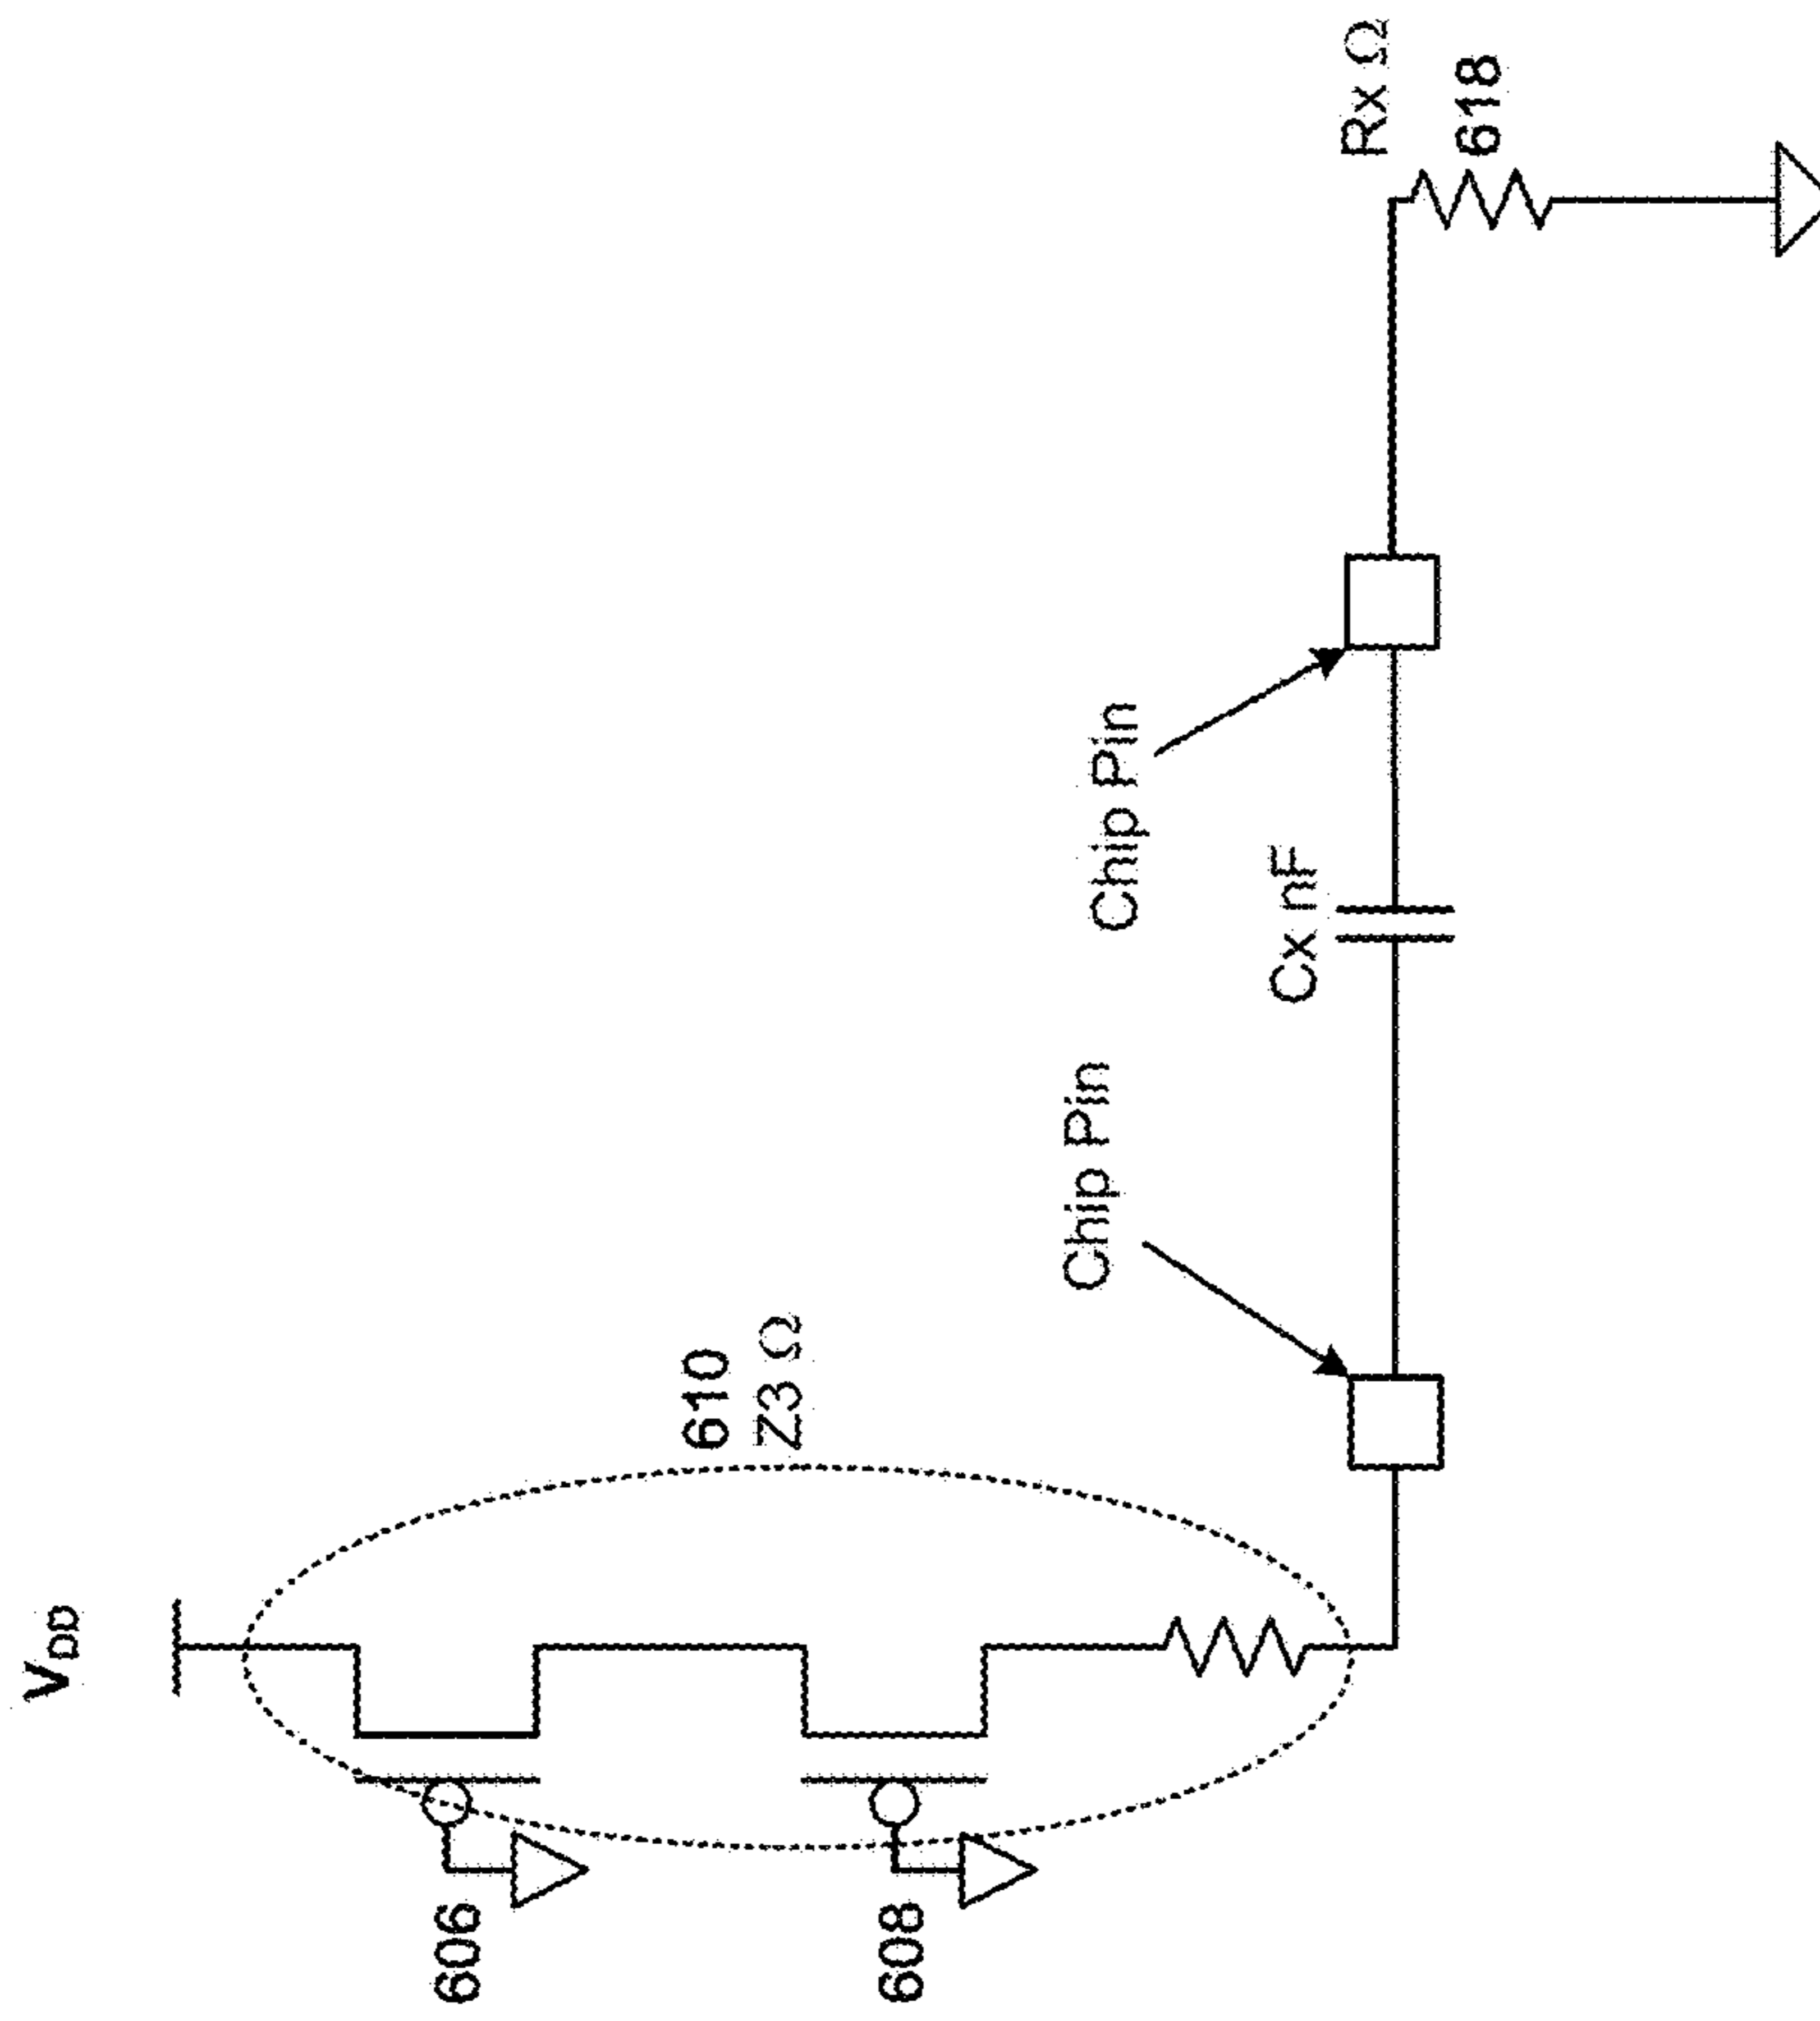 VDD
606
608
610
Z3 Ω
Chip Pin
Chip Pin
Cx nF
Rx Ω
618